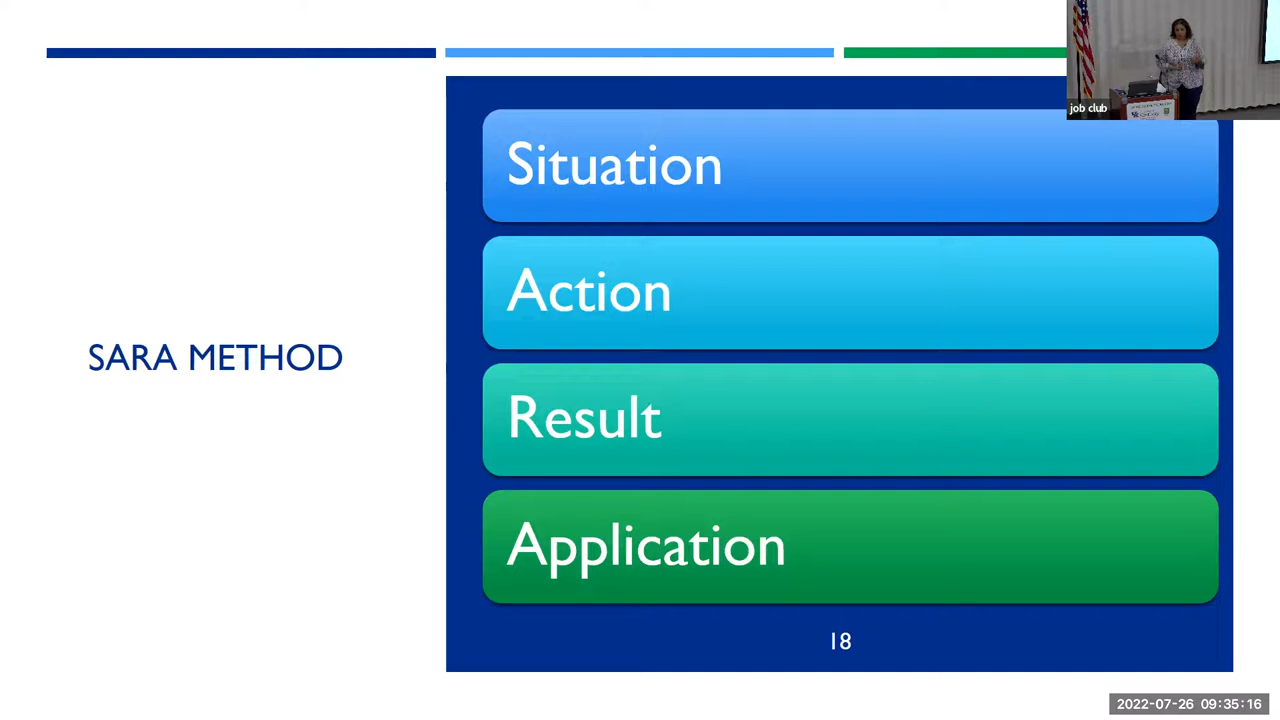 SARA METHOD
Situation
Action
Result
Application
18
job club
2022-07-26 09:35:16